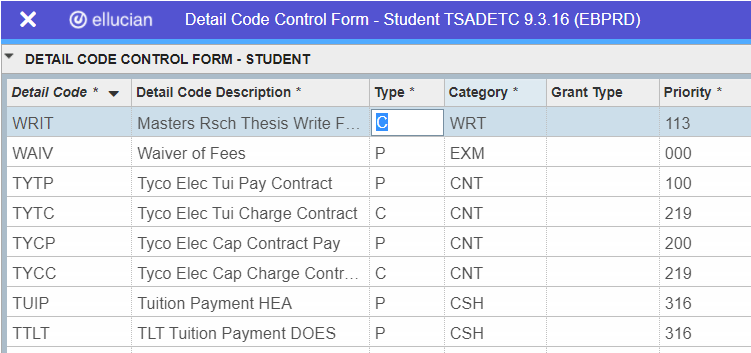 ellucian Detail Code Control Form - Student TSADETC 9.3.16 (EBPRD)
DETAIL CODE CONTROL FORM - STUDENT
Detail Code * Detail Code Description * Type * Category * Grant Type Priority *
WRIT Masters Rsch Thesis Write F... C WRT 113
WAIV Waiver of Fees P EXM 000
TYTP Tyco Elec Tui Pay Contract P CNT 100
TYTC Tyco Elec Tui Charge Contract C CNT 219
TYCP Tyco Elec Cap Contract Pay P CNT 200
TYCC Tyco Elec Cap Charge Contr... C CNT 219
TUIP Tuition Payment HEA P CSH 316
TTLT TLT Tuition Payment DOES P CSH 316